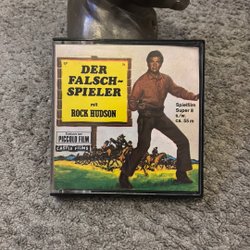 DER
FALSCH-
SPIELER
mit
ROCK HUDSON
Spielfilm
Super 8
s/w.
ca. 55 m
PICCOLO FILM
CASTLE FILMS